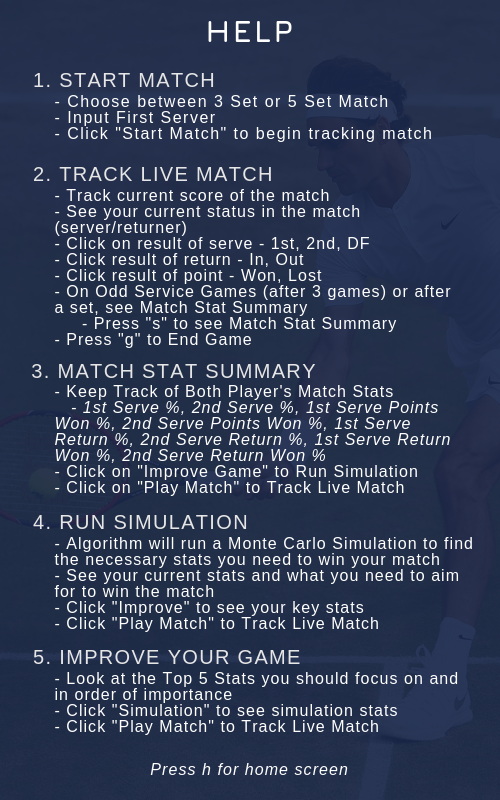 HELP
1. START MATCH
- Choose between 3 Set or 5 Set Match
- Input First Server
- Click "Start Match" to begin tracking match
2. TRACK LIVE MATCH
- Track current score of the match
- See your current status in the match
(server/returner)
- Click on result of serve - 1st, 2nd, DF
- Click result of return - In, Out
- Click result of point - Won, Lost
- On Odd Service Games (after 3 games) or after
a set, see Match Stat Summary
- Press "s" to see Match Stat Summary
- Press "g" to End Game
3. MATCH STAT SUMMARY
- Keep Track of Both Player's Match Stats
- 1st Serve %, 2nd Serve %, 1st Serve Points
Won %, 2nd Serve Points Won %, 1st Serve
Return %, 2nd Serve Return %, 1st Serve Return
Won %, 2nd Serve Return Won %
- Click on "Improve Game" to Run Simulation
- Click on "Play Match" to Track Live Match
4. RUN SIMULATION
- Algorithm will run a Monte Carlo Simulation to find
the necessary stats you need to win your match
- See your current stats and what you need to aim
for to win the match
- Click "Improve" to see your key stats
- Click "Play Match" to Track Live Match
5. IMPROVE YOUR GAME
- Look at the Top 5 Stats you should focus on and
in order of importance
- Click "Simulation" to see simulation stats
- Click "Play Match" to Track Live Match
Press h for home screen